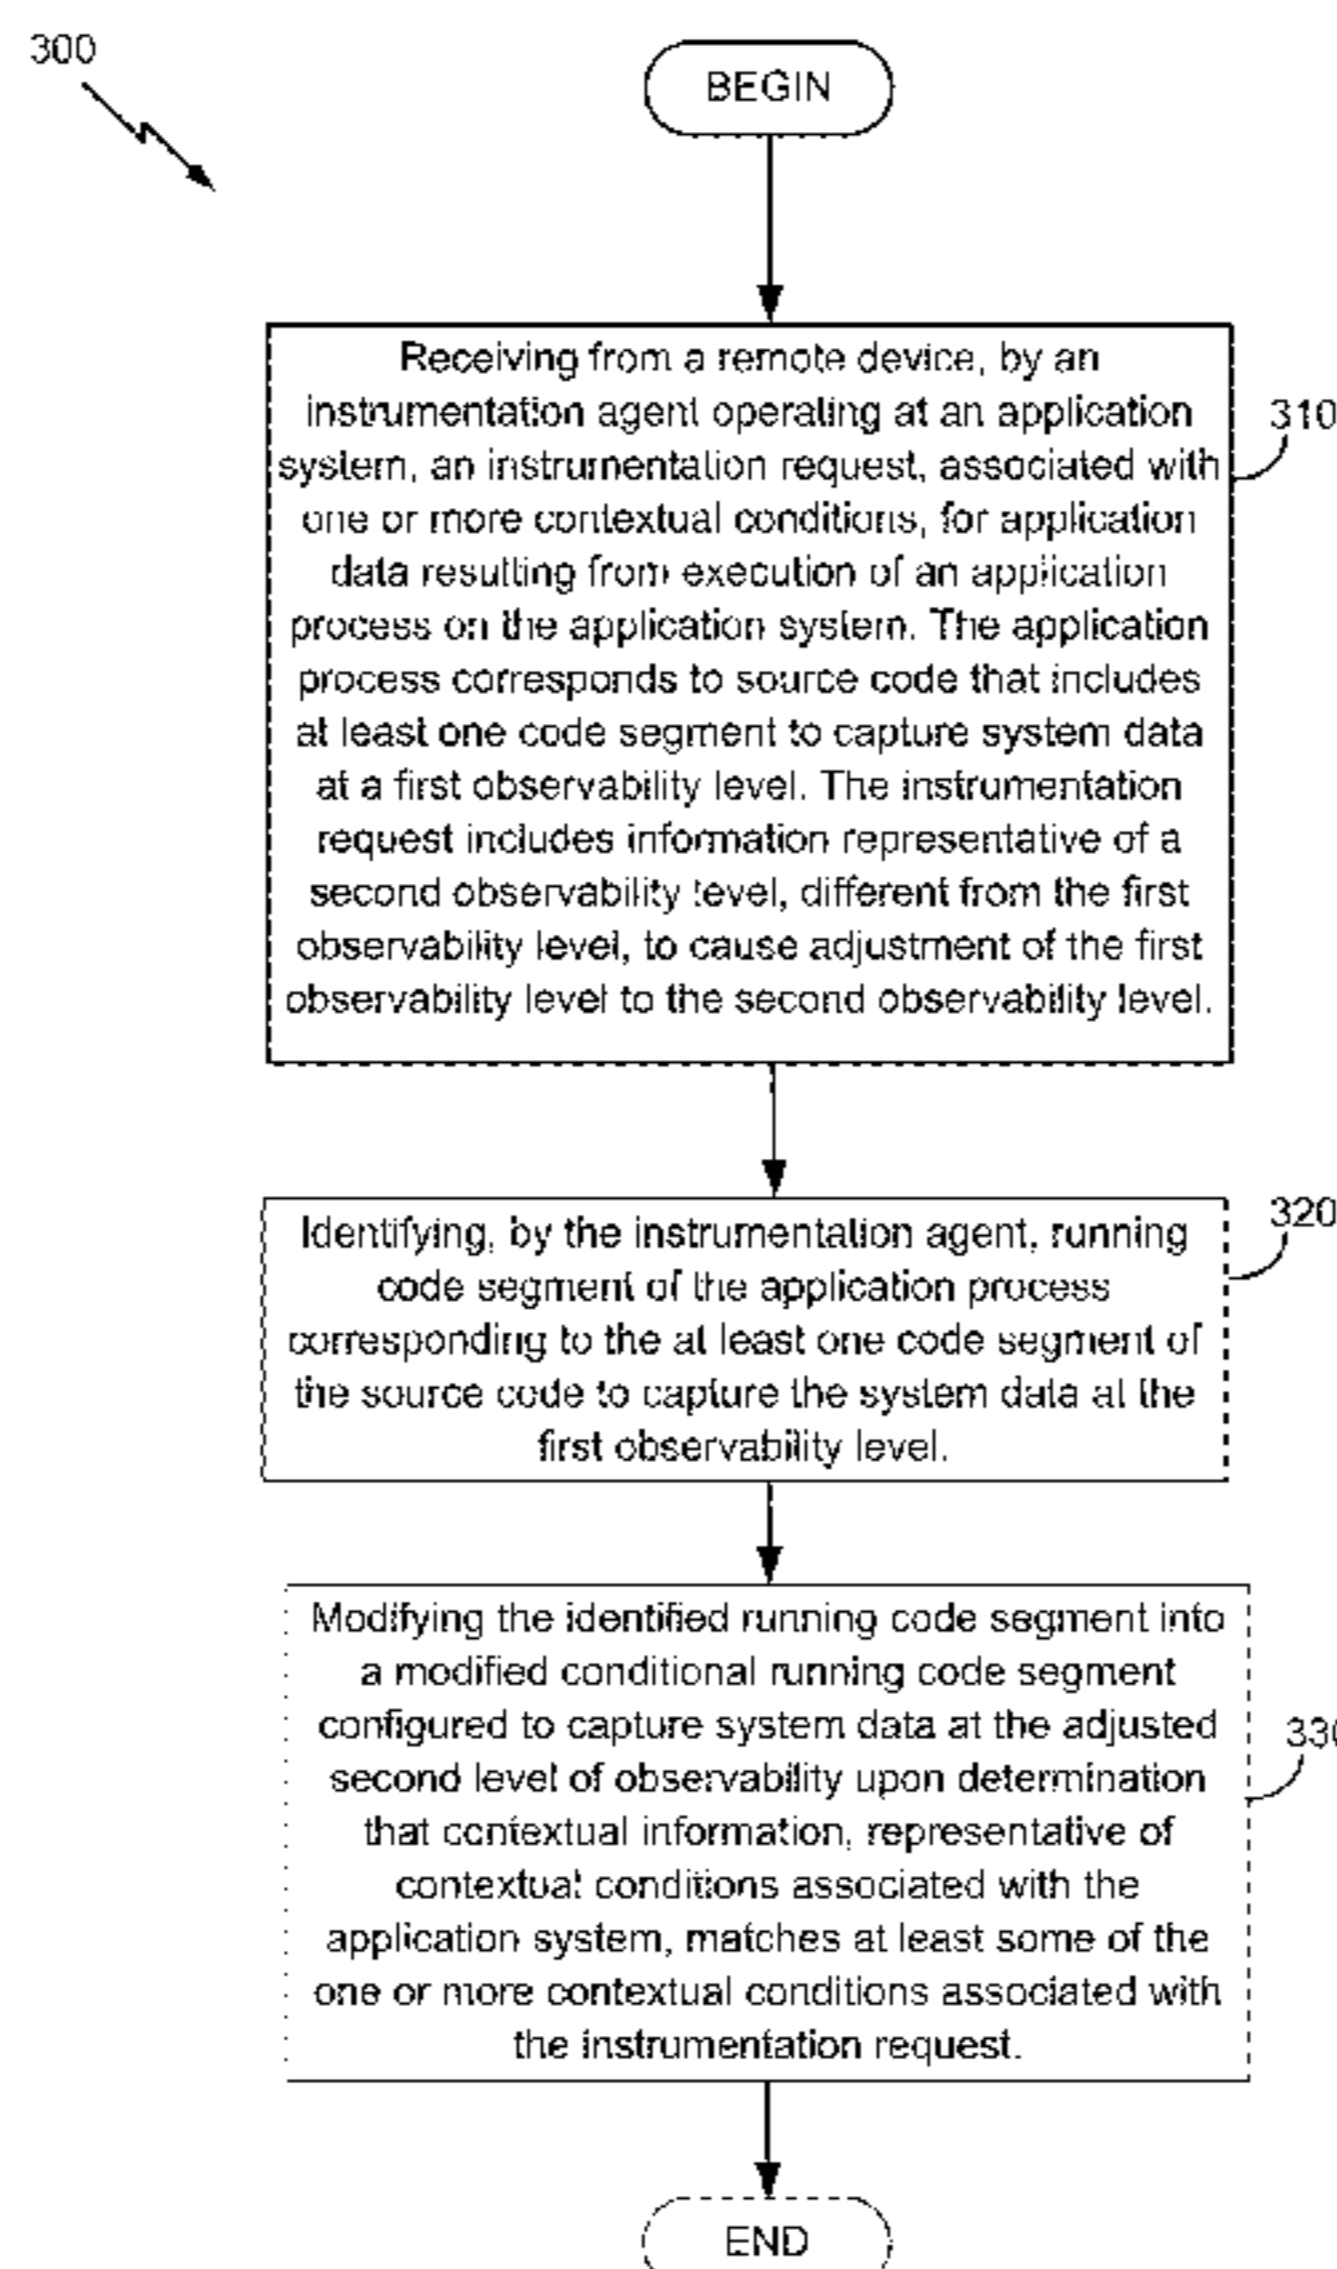 300
BEGIN
Receiving from a remote device, by an
instrumentation agent operating at an application
system, an instrumentation request, associated with
one or more contextual conditions, for application
data resulting from execution of an application
process on the application system. The application
process corresponds to source code that includes
at least one code segment to capture system data
at a first observability level. The instrumentation
request includes information representative of a
second observability level, different from the first
observability level, to cause adjustment of the first
observability level to the second observability level.
310
Identifying, by the instrumentation agent, running
code segment of the application process
corresponding to the at least one code segment of
the source code to capture the system data at the
first observability level.
320
Modifying the identified running code segment into
a modified conditional running code segment
configured to capture system data at the adjusted
second level of observability upon determination
that contextual information, representative of
contextual conditions associated with the
application system, matches at least some of the
one or more contextual conditions associated with
the instrumentation request.
330
END